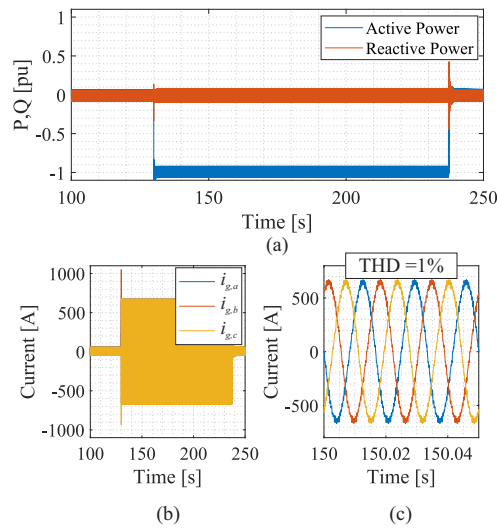 1
0.5
0
-0.5
-1
P,Q [pu]
Active Power
Reactive Power
100
150
200
250
Time [s]
(a)
1000
500
0
-500
-1000
Current [A]
i_{g,a}
i_{g,b}
i_{g,c}
100 150 200 250
Time [s]
(b)
THD =1%
500
0
-500
Current [A]
150 150.02 150.04
Time [s]
(c)